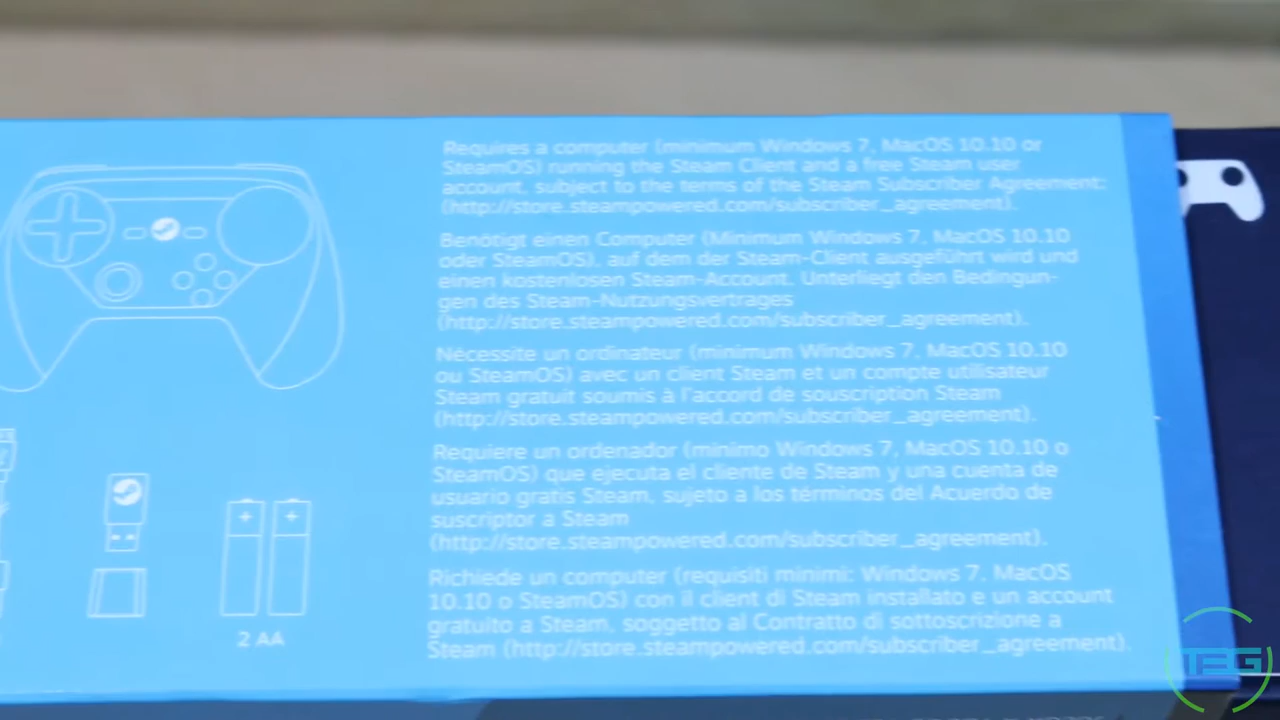 Requires a computer (minimum Windows 7, MacOS 10.10 or
SteamOS) running the Steam Client and a free Steam user
account, subject to the terms of the Steam Subscriber Agreement:
(http://store.steampowered.com/subscriber_agreement).
Benötigt einen Computer (Minimum Windows 7, MacOS 10.10
oder SteamOS), auf dem der Steam-Client ausgeführt wird und
einen kostenlosen Steam-Account. Unterliegt den Bedingun-
gen des Steam-Nutzungsvertrages
(http://store.steampowered.com/subscriber_agreement).
Nécessite un ordinateur (minimum Windows 7, MacOS 10.10
ou SteamOS) avec un client Steam et un compte utilisateur
Steam gratuit soumis à l'accord de souscription Steam
(http://store.steampowered.com/subscriber_agreement).
Requiere un ordenador (mínimo Windows 7, MacOS 10.10 o
SteamOS) que ejecuta el cliente de Steam y una cuenta de
usuario gratis Steam, sujeto a los términos del Acuerdo de
suscriptor a Steam
(http://store.steampowered.com/subscriber_agreement).
Richiede un computer (requisiti minimi: Windows 7, MacOS
10.10 o SteamOS) con il client di Steam installato e un account
gratuito a Steam, soggetto al Contratto di sottoscrizione a
Steam (http://store.steampowered.com/subscriber_agreement).
2 AA
TEG